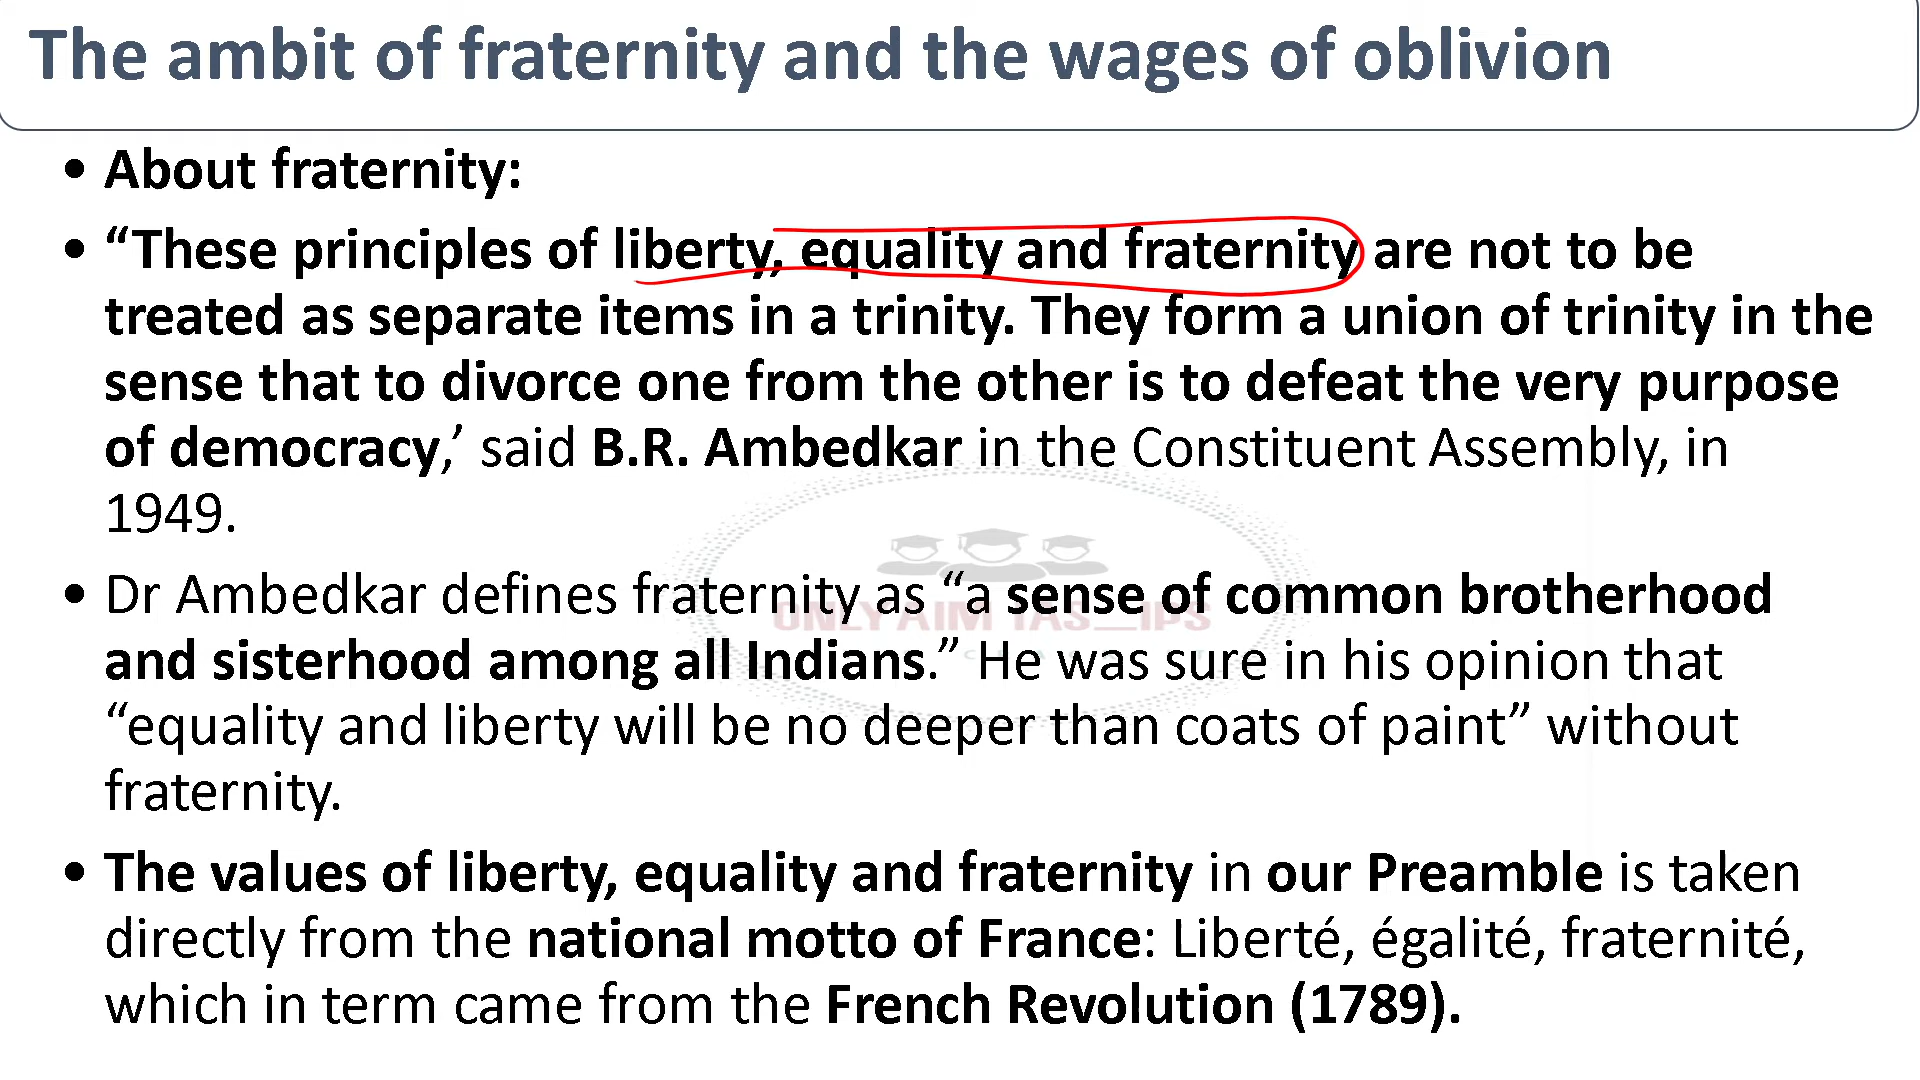 The ambit of fraternity and the wages of oblivion
• About fraternity:
• “These principles of liberty, equality and fraternity are not to be
treated as separate items in a trinity. They form a union of trinity in the
sense that to divorce one from the other is to defeat the very purpose
of democracy,’ said B.R. Ambedkar in the Constituent Assembly, in
1949.
• Dr Ambedkar defines fraternity as “a sense of common brotherhood
ONLY AIM IAS_IPS
and sisterhood among all Indians.” He was sure in his opinion that
“equality and liberty will be no deeper than coats of paint” without
fraternity.
• The values of liberty, equality and fraternity in our Preamble is taken
directly from the national motto of France: Liberté, égalité, fraternité,
which in term came from the French Revolution (1789).